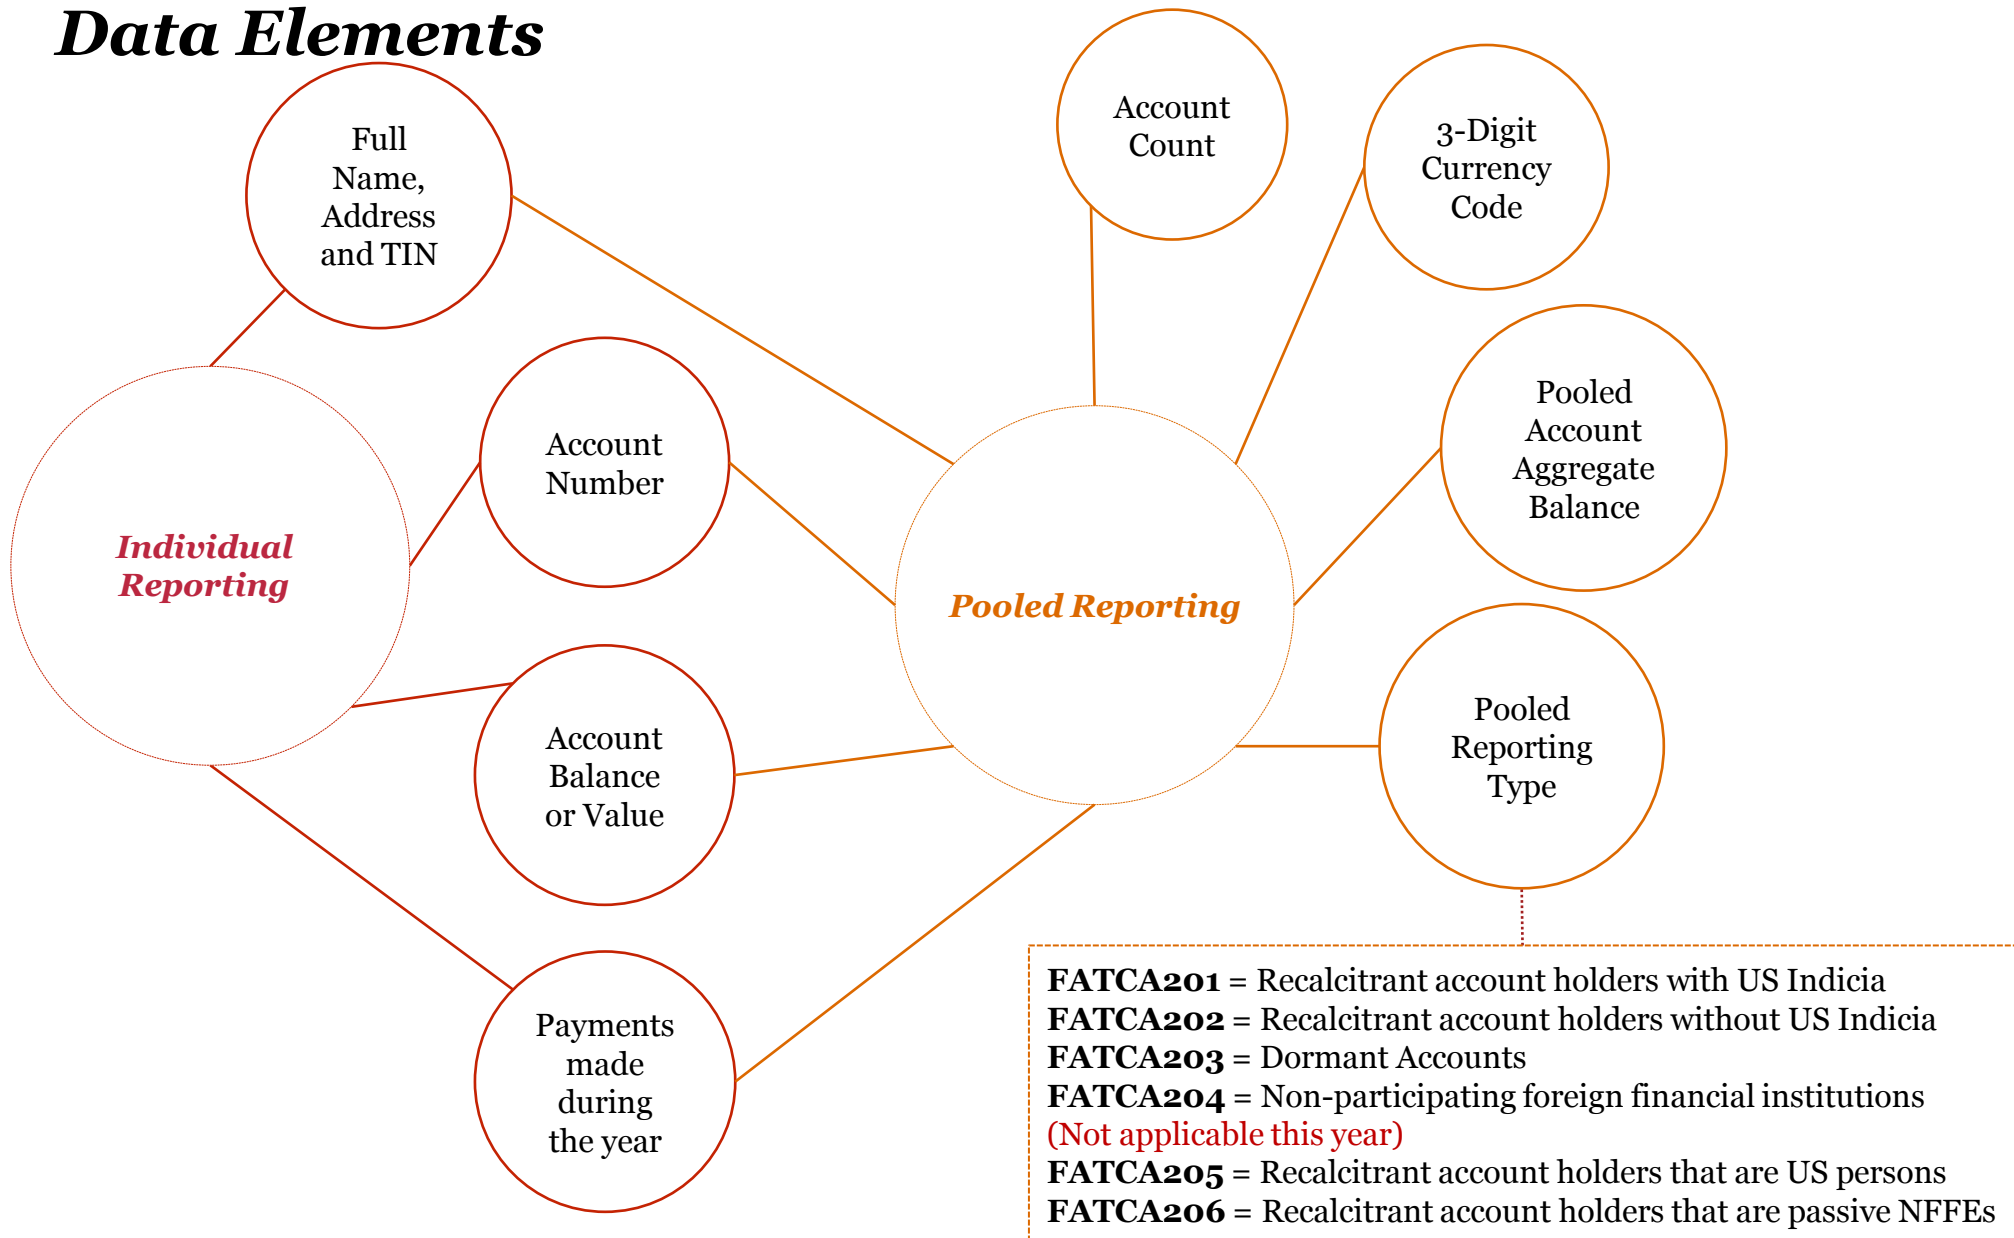 Data Elements
Full
Name,
Address
and TIN
Account
Number
Individual
Reporting
Account
Balance
or Value
Payments
made
during
the year
Account
Count
3-Digit
Currency
Code
Pooled
Account
Aggregate
Balance
Pooled Reporting
Pooled
Reporting
Type
FATCA201 = Recalcitrant account holders with US Indicia
FATCA202 = Recalcitrant account holders without US Indicia
FATCA203 = Dormant Accounts
FATCA204 = Non-participating foreign financial institutions
(Not applicable this year)
FATCA205 = Recalcitrant account holders that are US persons
FATCA206 = Recalcitrant account holders that are passive NFFEs